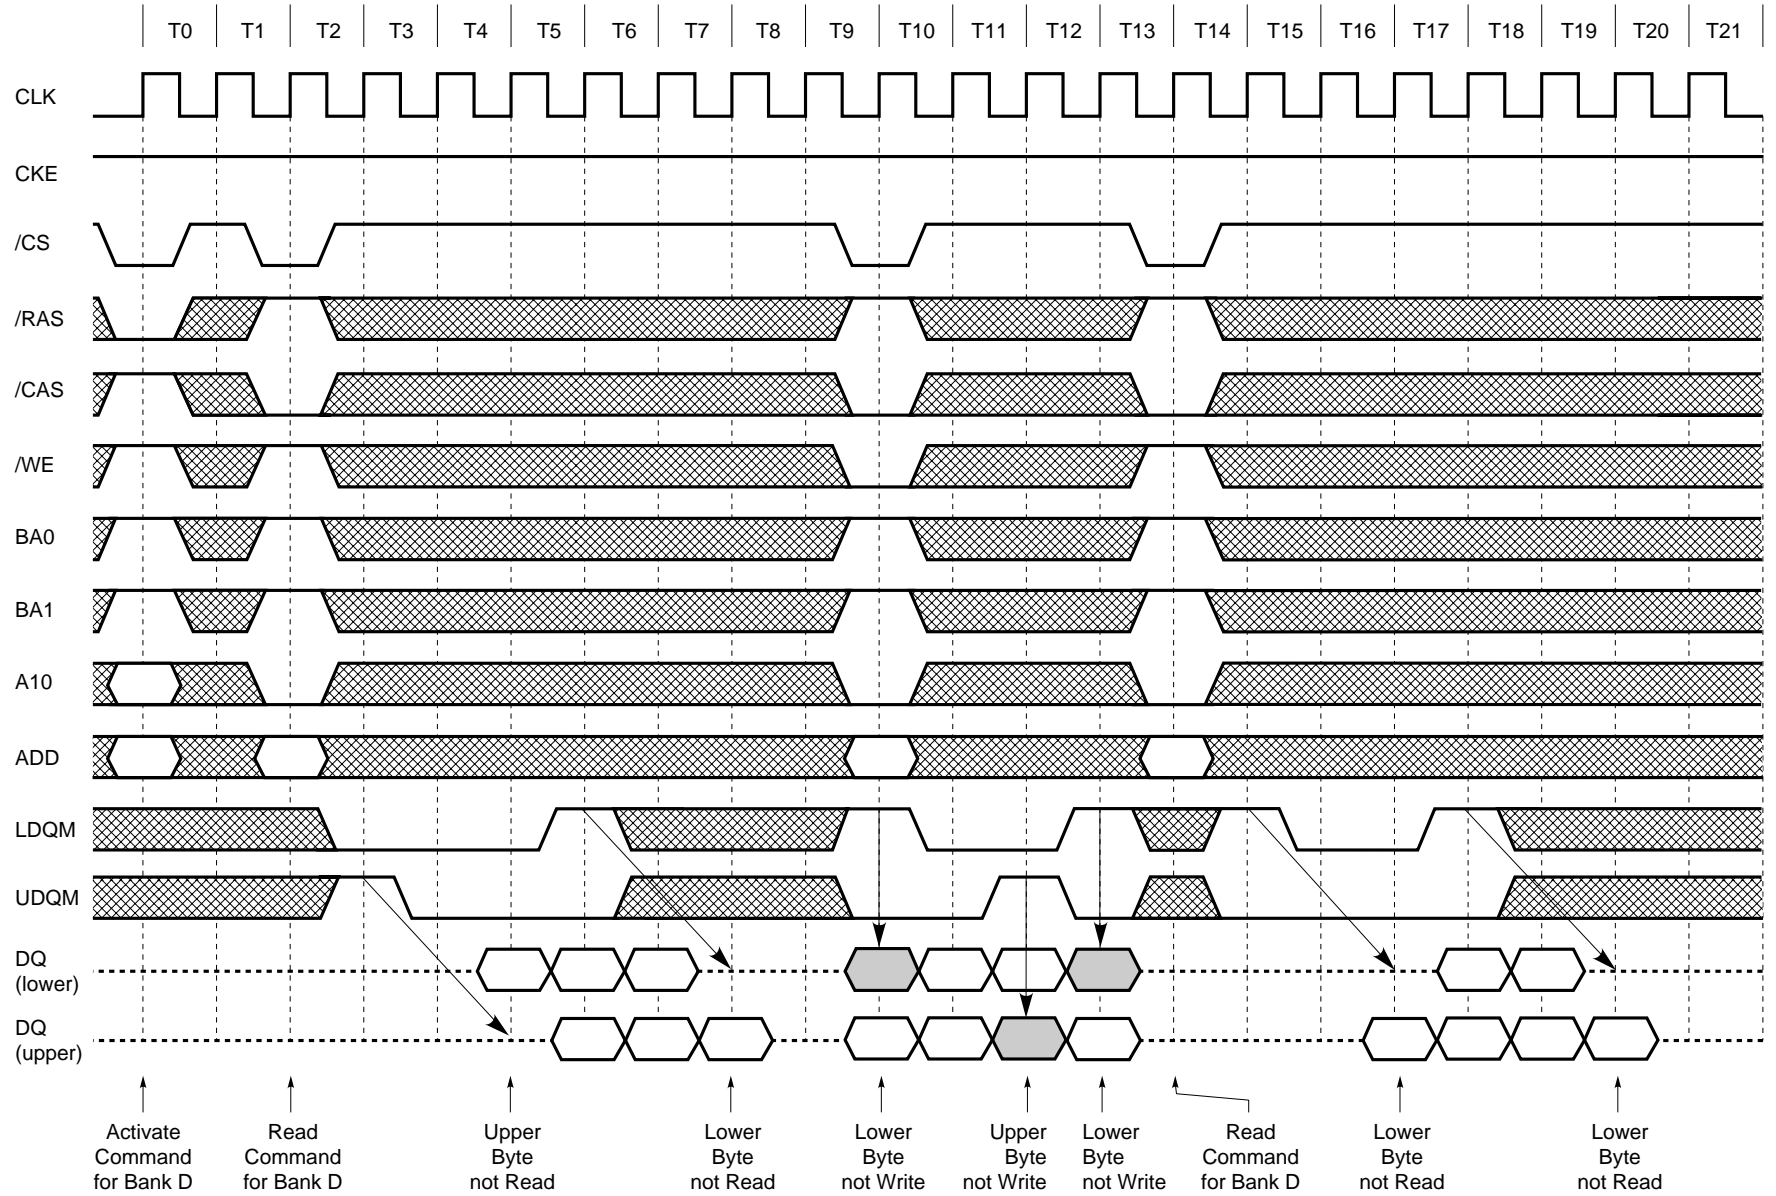 T0 T1 T2 T3 T4 T5 T6 T7 T8 T9 T10 T11 T12 T13 T14 T15 T16 T17 T18 T19 T20 T21
CLK
CKE
/CS
/RAS
/CAS
/WE
BA0
BA1
A10
ADD
LDQM
UDQM
DQ
(lower)
DQ
(upper)
Activate
Command
for Bank D
Read
Command
for Bank D
Upper
Byte
not Read
Lower
Byte
not Read
Lower
Byte
not Write
Upper
Byte
not Write
Lower
Byte
not Write
Read
Command
for Bank D
Lower
Byte
not Read
Lower
Byte
not Read